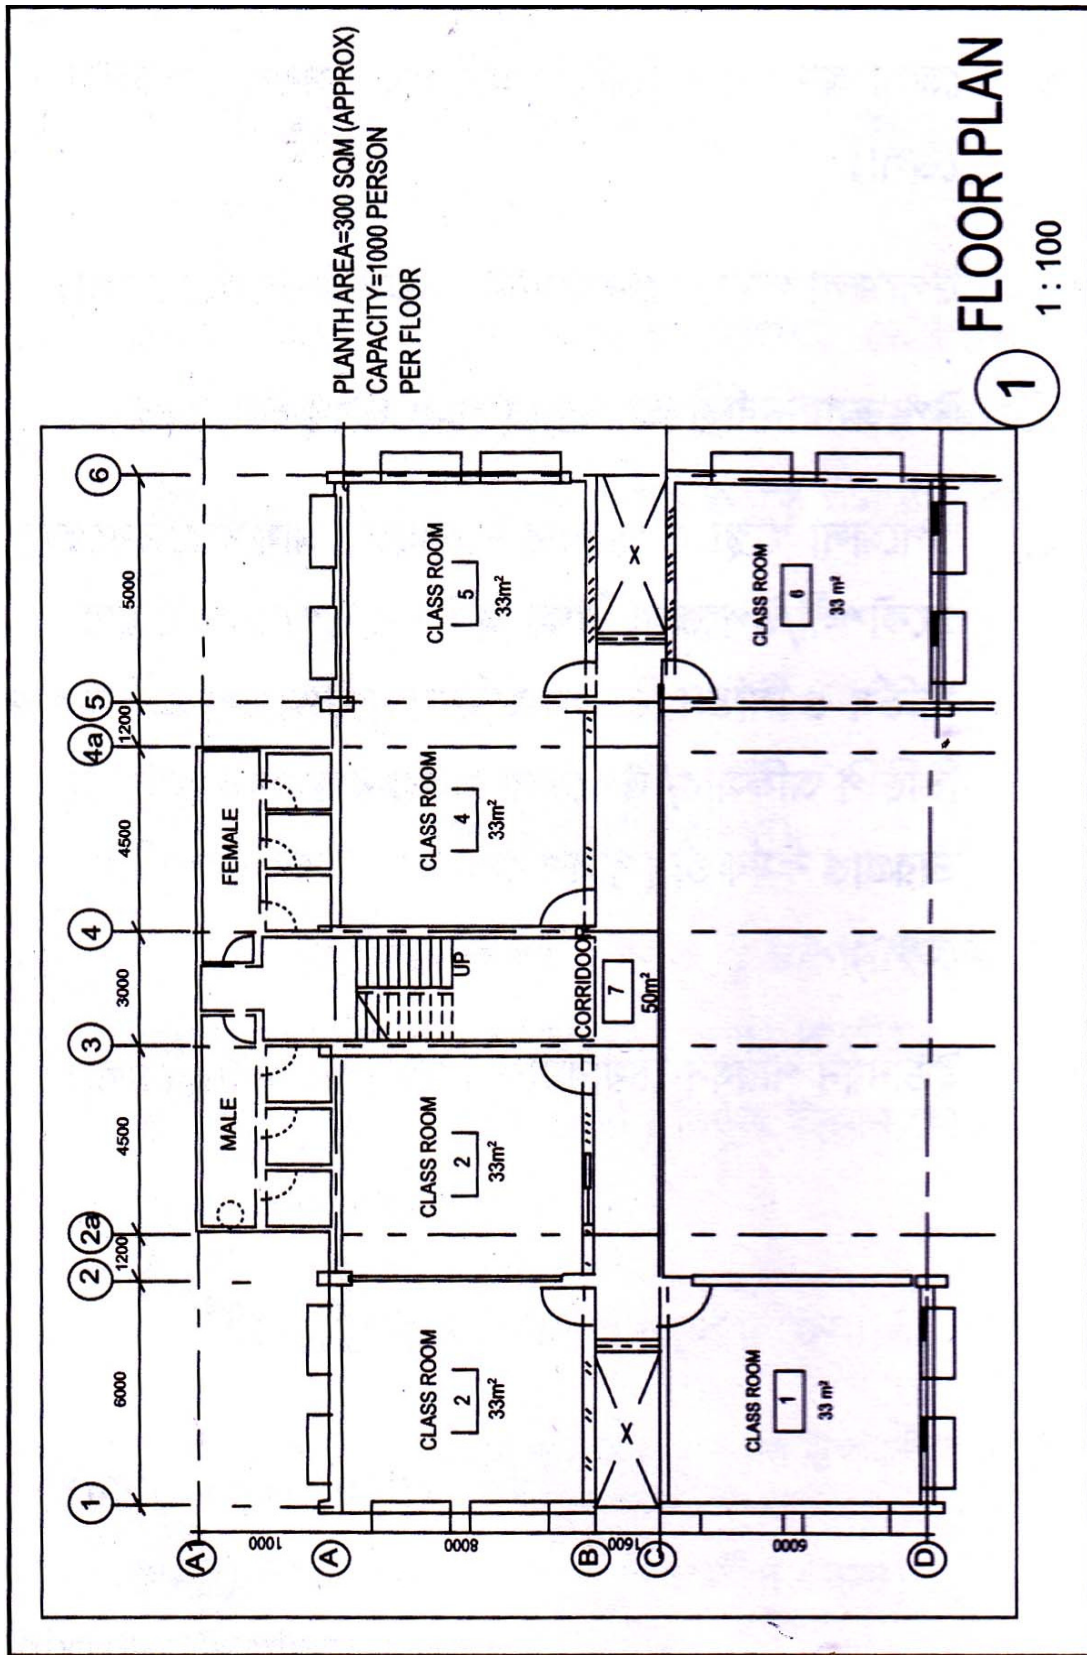 1
2
2a
3
4
4a
5
6
6000
1200
4500
3000
4500
1200
5000
A1
1000
A
8000
B
1600
C
D
MALE
FEMALE
PLANTH AREA=300 SQM (APPROX)
CAPACITY=1000 PERSON
PER FLOOR
CLASS ROOM
2
33m²
CLASS ROOM
2
33m²
UP
CLASS ROOM
4
33m²
CLASS ROOM
5
33m²
X
CORRIDOOR
7
50m²
X
CLASS ROOM
1
33 m²
CLASS ROOM
6
33 m²
1
FLOOR PLAN
1 : 100